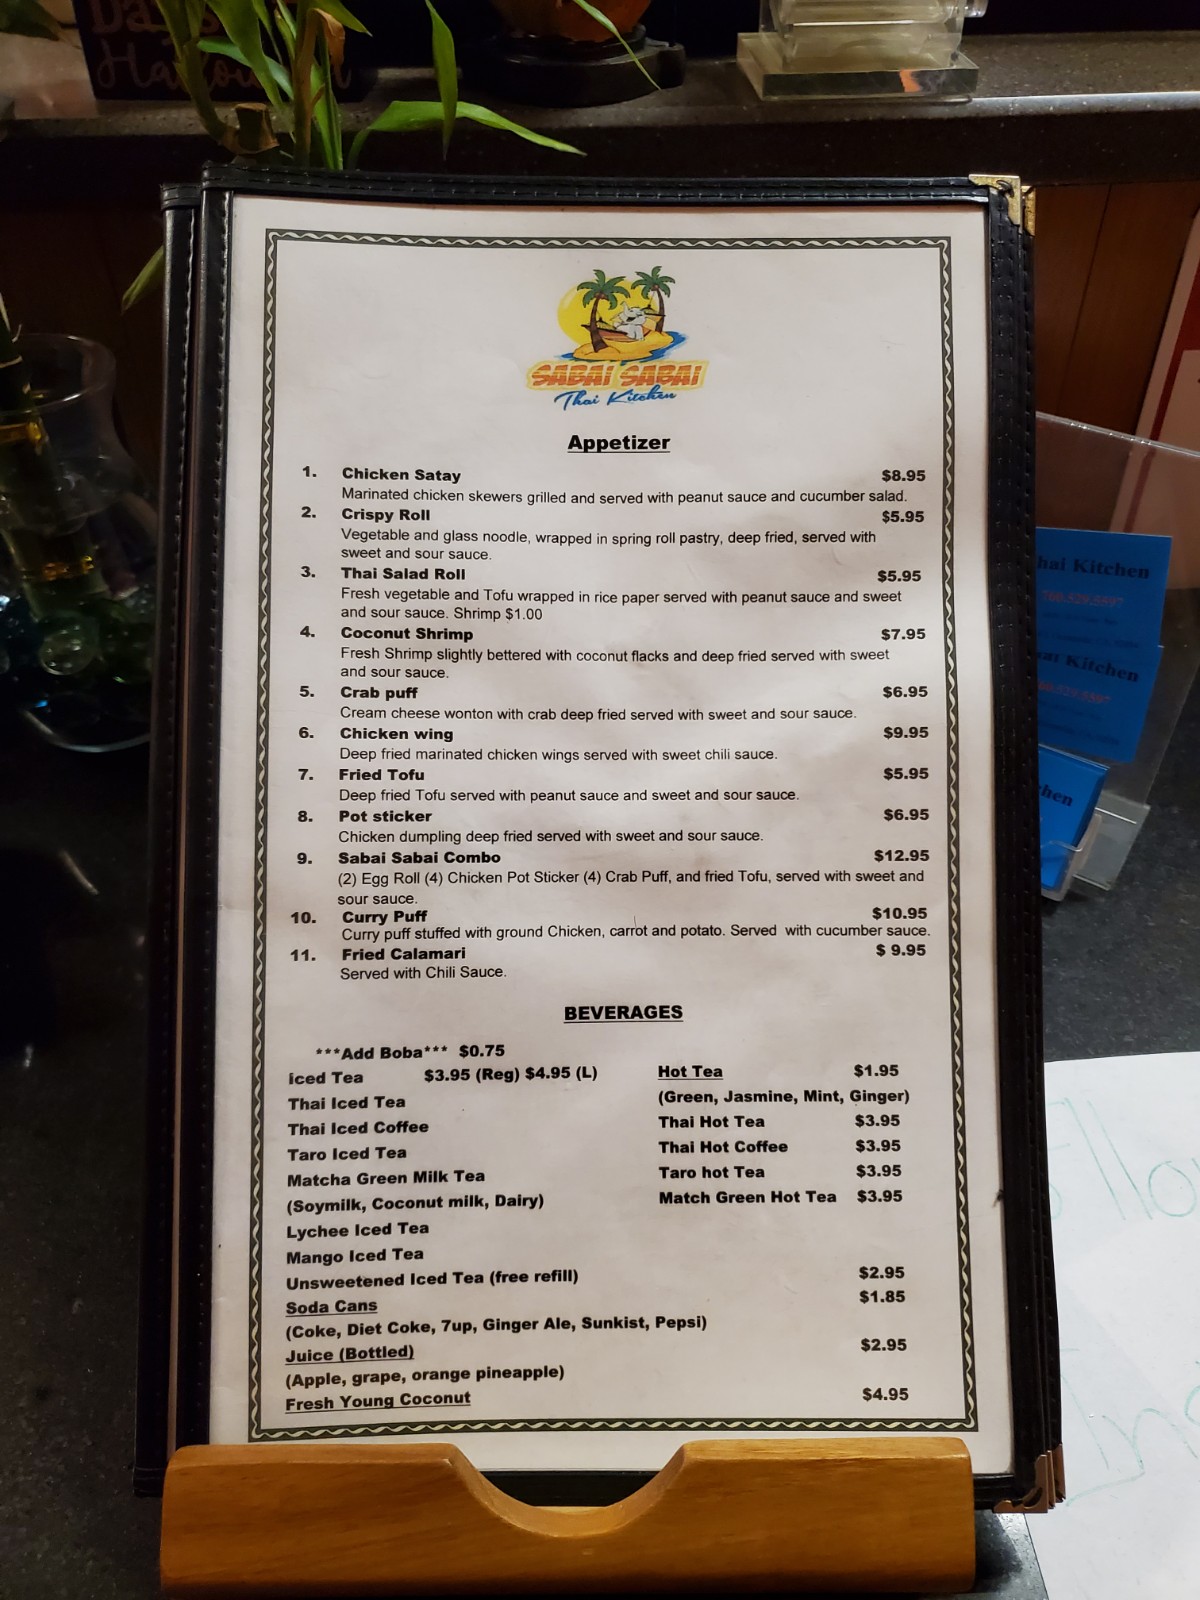 SABAI SABAI
Thai Kitchen
Appetizer
1. Chicken Satay $8.95
Marinated chicken skewers grilled and served with peanut sauce and cucumber salad.
2. Crispy Roll $5.95
Vegetable and glass noodle, wrapped in spring roll pastry, deep fried, served with
sweet and sour sauce.
3. Thai Salad Roll $5.95
Fresh vegetable and Tofu wrapped in rice paper served with peanut sauce and sweet
and sour sauce. Shrimp $1.00
4. Coconut Shrimp $7.95
Fresh Shrimp slightly bettered with coconut flacks and deep fried served with sweet
and sour sauce.
5. Crab puff $6.95
Cream cheese wonton with crab deep fried served with sweet and sour sauce.
6. Chicken wing $9.95
Deep fried marinated chicken wings served with sweet chili sauce.
7. Fried Tofu $5.95
Deep fried Tofu served with peanut sauce and sweet and sour sauce.
8. Pot sticker $6.95
Chicken dumpling deep fried served with sweet and sour sauce.
9. Sabai Sabai Combo $12.95
(2) Egg Roll (4) Chicken Pot Sticker (4) Crab Puff, and fried Tofu, served with sweet and
sour sauce.
10. Curry Puff $10.95
Curry puff stuffed with ground Chicken, carrot and potato. Served with cucumber sauce.
11. Fried Calamari $ 9.95
Served with Chili Sauce.
BEVERAGES
***Add Boba*** $0.75
iced Tea $3.95 (Reg) $4.95 (L)
Thai Iced Tea
Thai Iced Coffee
Taro Iced Tea
Matcha Green Milk Tea
(Soymilk, Coconut milk, Dairy)
Lychee Iced Tea
Mango Iced Tea
Hot Tea $1.95
(Green, Jasmine, Mint, Ginger)
Thai Hot Tea $3.95
Thai Hot Coffee $3.95
Taro hot Tea $3.95
Match Green Hot Tea $3.95
Unsweetened Iced Tea (free refill) $2.95
Soda Cans $1.85
(Coke, Diet Coke, 7up, Ginger Ale, Sunkist, Pepsi)
Juice (Bottled) $2.95
(Apple, grape, orange pineapple)
Fresh Young Coconut $4.95
hai Kitchen
Kitchen
hen